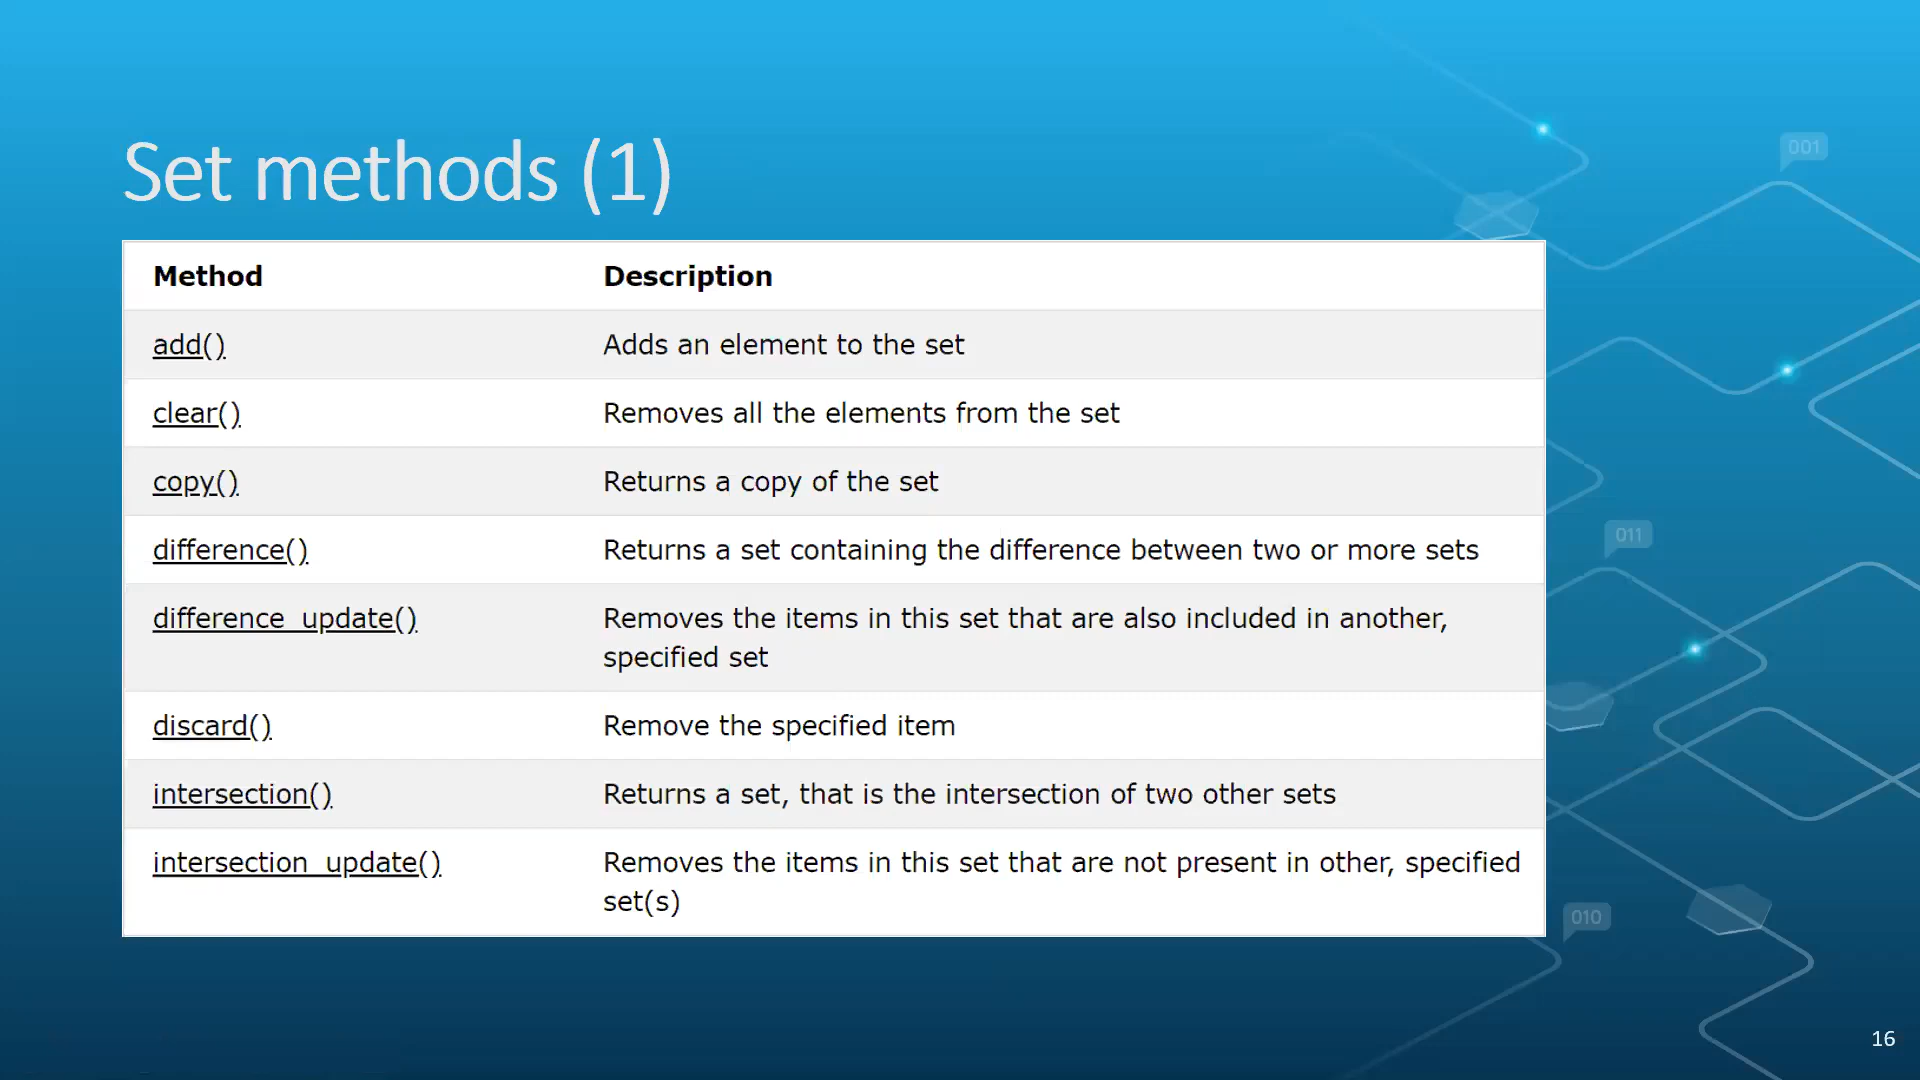 Set methods (1)
Method Description
add() Adds an element to the set
clear() Removes all the elements from the set
copy() Returns a copy of the set
difference() Returns a set containing the difference between two or more sets
difference_update() Removes the items in this set that are also included in another,
specified set
discard() Remove the specified item
intersection() Returns a set, that is the intersection of two other sets
intersection_update() Removes the items in this set that are not present in other, specified
set(s)
001
011
010
16